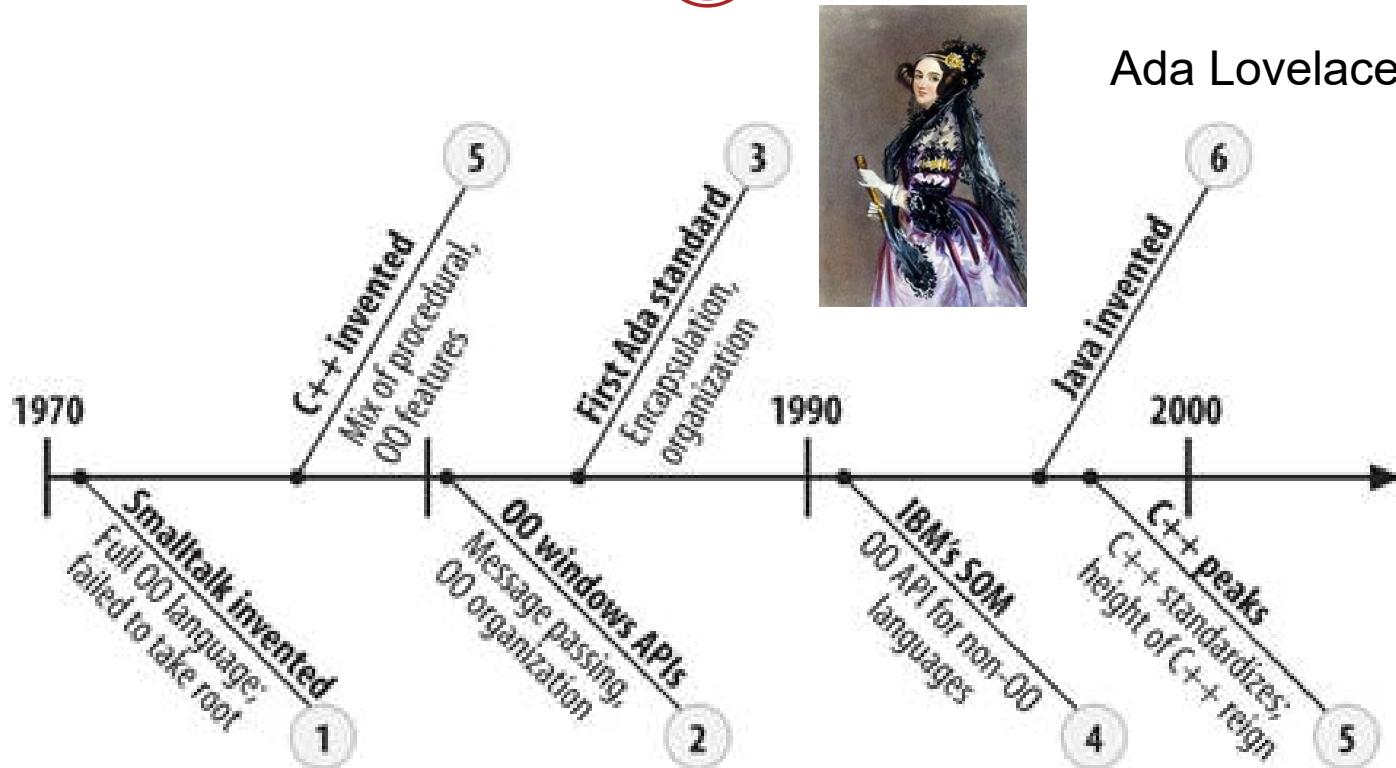 Ada Lovelace
5
3
6
C++ invented
Mix of procedural,
OO features
First Ada standard
Encapsulation,
organization
Java invented
1970
1990
2000
Smalltalk invented
Full OO language;
failed to take root
OO windows APIs
Message passing,
OO organization
IBM's SOM
OO API for non-OO
languages
C++ peaks
C++ standardizes;
height of C++ reign
1
2
4
5